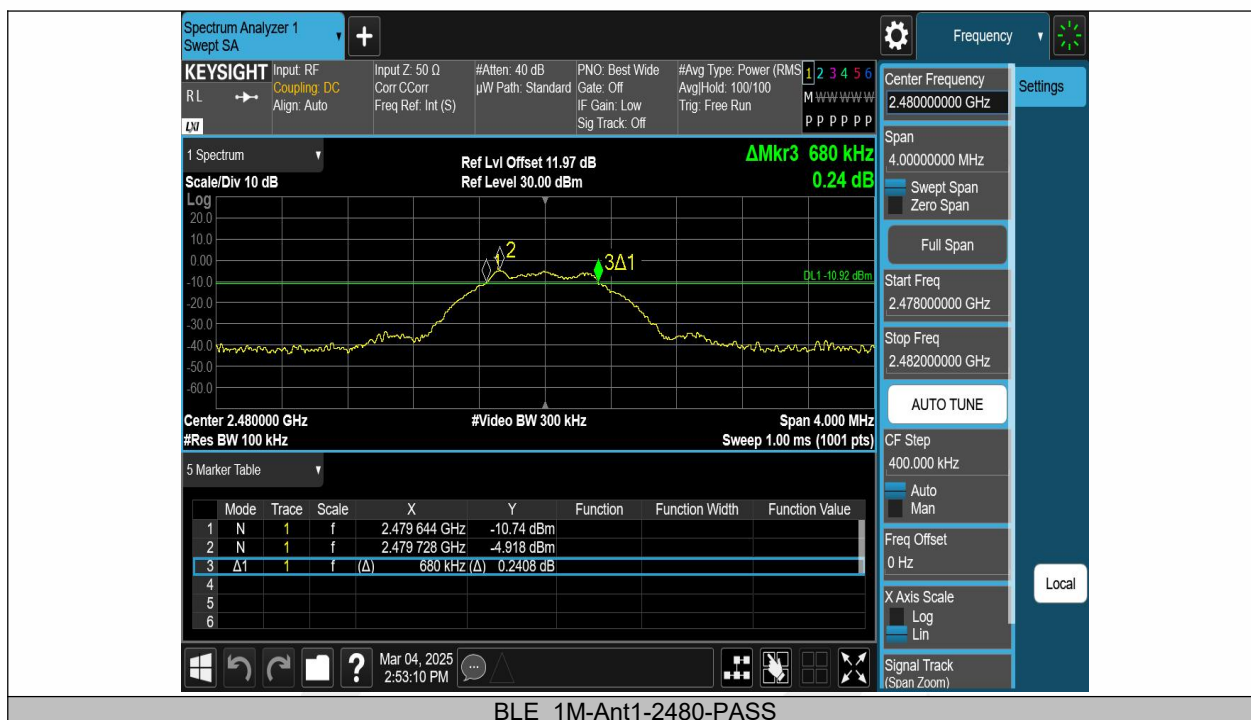 Spectrum Analyzer 1
Swept SA
+
Frequency
KEYSIGHT
RL
LXI
Input: RF
Coupling: DC
Align: Auto
Input Z: 50 Ω
Corr CCorr
Freq Ref: Int (S)
#Atten: 40 dB
µW Path: Standard
PNO: Best Wide
Gate: Off
IF Gain: Low
Sig Track: Off
#Avg Type: Power (RMS
Avg|Hold: 100/100
Trig: Free Run
1 2 3 4 5 6
M W W W W W
P P P P P P
1 Spectrum
Scale/Div 10 dB
Log
Ref Lvl Offset 11.97 dB
Ref Level 30.00 dBm
ΔMkr3 680 kHz
0.24 dB
20.0
10.0
0.00
-10.0
-20.0
-30.0
-40.0
-50.0
-60.0
1
2
3Δ1
DL1 -10.92 dBm
Center 2.480000 GHz
#Video BW 300 kHz
Span 4.000 MHz
#Res BW 100 kHz
Sweep 1.00 ms (1001 pts)
5 Marker Table
Mode Trace Scale X Y Function Function Width Function Value
1 N 1 f 2.479 644 GHz -10.74 dBm
2 N 1 f 2.479 728 GHz -4.918 dBm
3 Δ1 1 f (Δ) 680 kHz (Δ) 0.2408 dB
4
5
6
?
Mar 04, 2025
2:53:10 PM
Center Frequency
2.480000000 GHz
Settings
Span
4.00000000 MHz
Swept Span
Zero Span
Full Span
Start Freq
2.478000000 GHz
Stop Freq
2.482000000 GHz
AUTO TUNE
CF Step
400.000 kHz
Auto
Man
Freq Offset
0 Hz
X Axis Scale
Log
Lin
Local
Signal Track
(Span Zoom)
BLE_1M-Ant1-2480-PASS